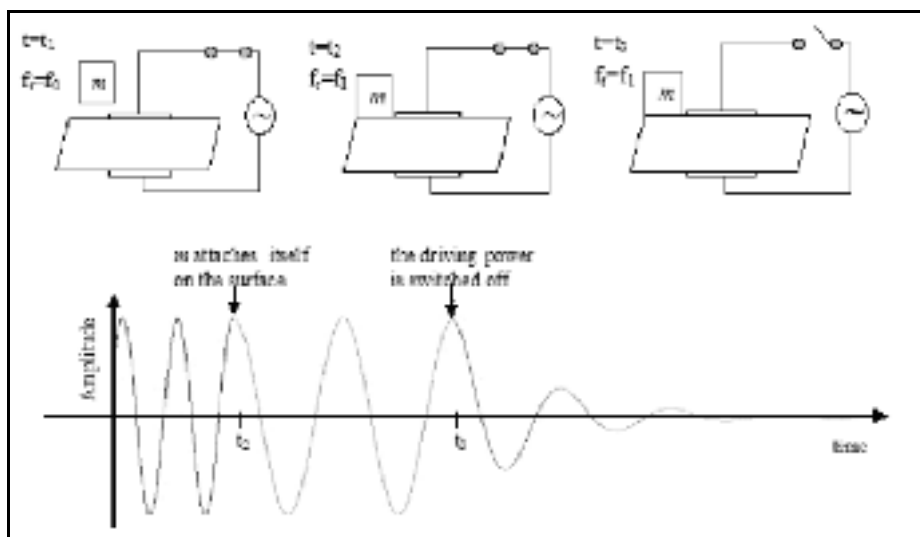 t=t₁
fᵣ=f₀
m
t=t₂
fᵣ=f₁
m
t=t₃
fᵣ=f₁
m
m attaches itself
on the surface
the driving power
is switched off
Amplitude
t₂
t₃
time